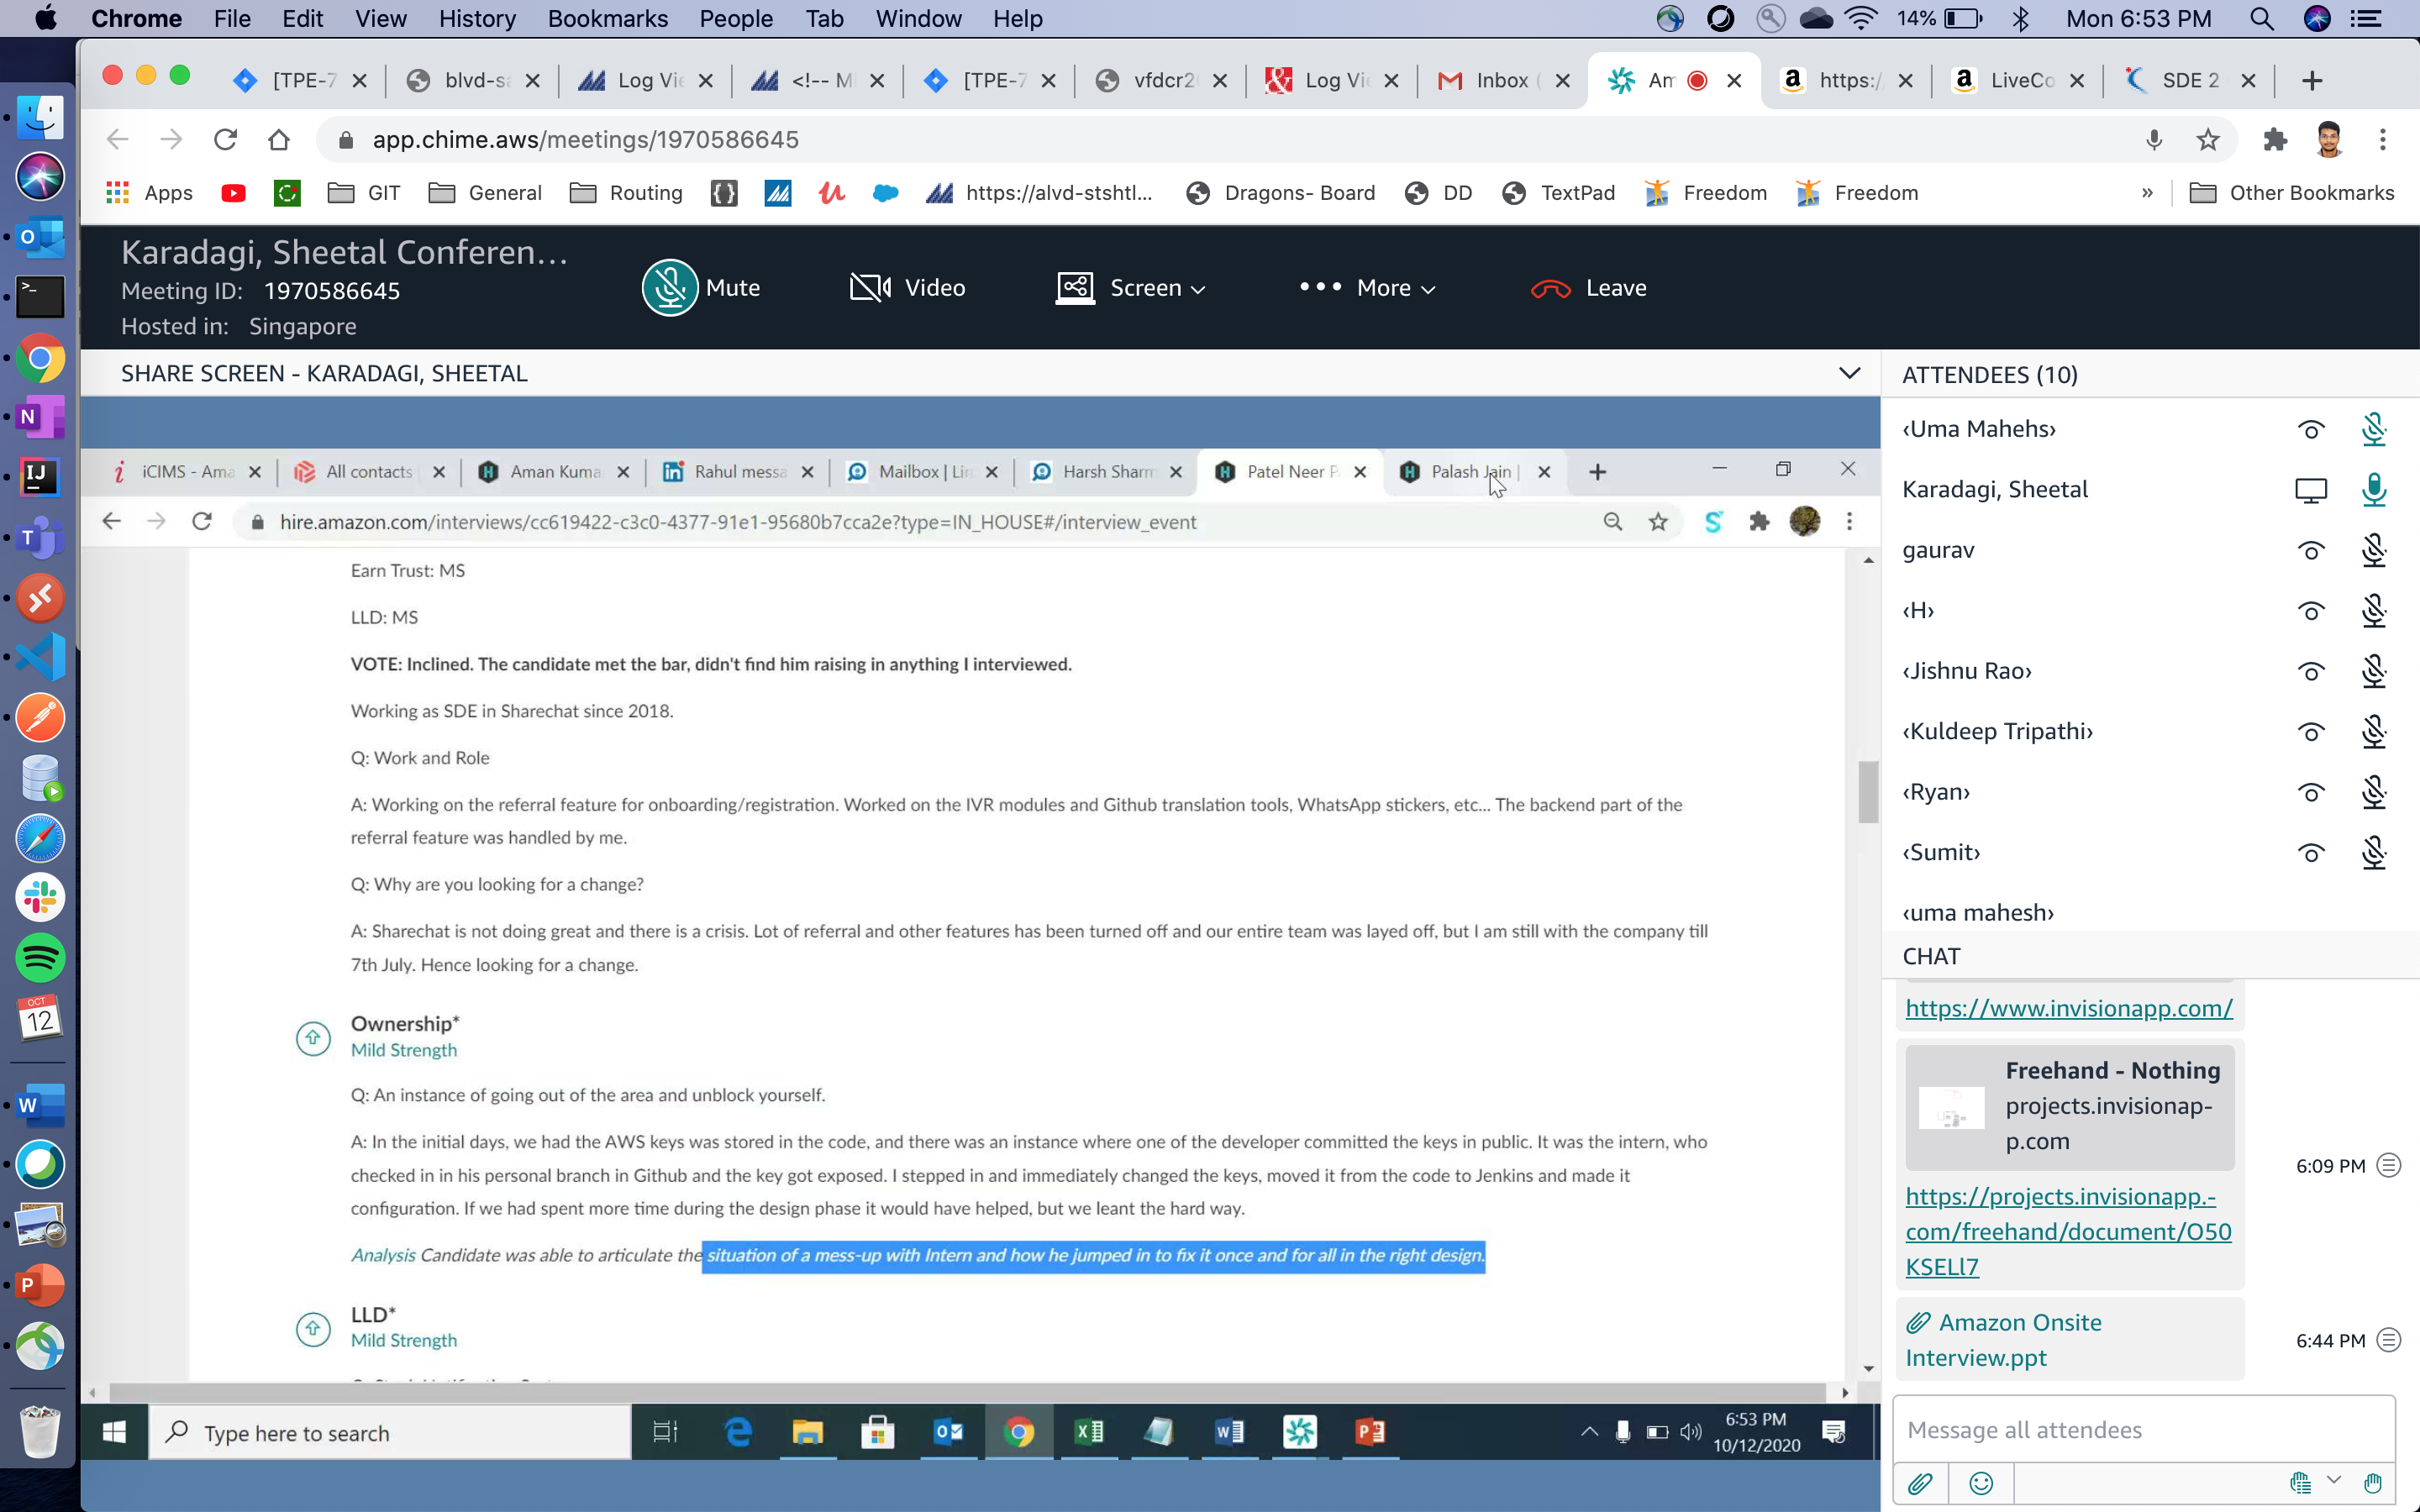 Chrome File Edit View History Bookmarks People Tab Window Help 14% Mon 6:53 PM
[TPE-7 blvd-sa Log Vie <!-- M [TPE-7 vfdcr2 Log Vie Inbox ( Am https:/ LiveCo SDE 2
app.chime.aws/meetings/1970586645
Apps GIT General Routing https://alvd-stshtl... Dragons- Board DD TextPad Freedom Freedom » Other Bookmarks
Karadagi, Sheetal Conferen...
Meeting ID: 1970586645
Hosted in: Singapore
Mute Video Screen More Leave
SHARE SCREEN - KARADAGI, SHEETAL
iCIMS - Ama All contacts Aman Kuma Rahul messa Mailbox | Lin Harsh Sharm Patel Neer P Palash Jain |
hire.amazon.com/interviews/cc619422-c3c0-4377-91e1-95680b7cca2e?type=IN_HOUSE#/interview_event
Earn Trust: MS
LLD: MS
VOTE: Inclined. The candidate met the bar, didn't find him raising in anything I interviewed.
Working as SDE in Sharechat since 2018.
Q: Work and Role
A: Working on the referral feature for onboarding/registration. Worked on the IVR modules and Github translation tools, WhatsApp stickers, etc... The backend part of the
referral feature was handled by me.
Q: Why are you looking for a change?
A: Sharechat is not doing great and there is a crisis. Lot of referral and other features has been turned off and our entire team was layed off, but I am still with the company till
7th July. Hence looking for a change.
Ownership*
Mild Strength
Q: An instance of going out of the area and unblock yourself.
A: In the initial days, we had the AWS keys was stored in the code, and there was an instance where one of the developer committed the keys in public. It was the intern, who
checked in in his personal branch in Github and the key got exposed. I stepped in and immediately changed the keys, moved it from the code to Jenkins and made it
configuration. If we had spent more time during the design phase it would have helped, but we leant the hard way.
Analysis Candidate was able to articulate the situation of a mess-up with Intern and how he jumped in to fix it once and for all in the right design.
LLD*
Mild Strength
Type here to search
6:53 PM
10/12/2020
ATTENDEES (10)
‹Uma Mahehs›
Karadagi, Sheetal
gaurav
‹H›
‹Jishnu Rao›
‹Kuldeep Tripathi›
‹Ryan›
‹Sumit›
‹uma mahesh›
CHAT
https://www.invisionapp.com/
Freehand - Nothing
projects.invisionap-
p.com
6:09 PM
https://projects.invisionapp.-
com/freehand/document/O50
KSELl7
Amazon Onsite
Interview.ppt
6:44 PM
Message all attendees
OCT
12